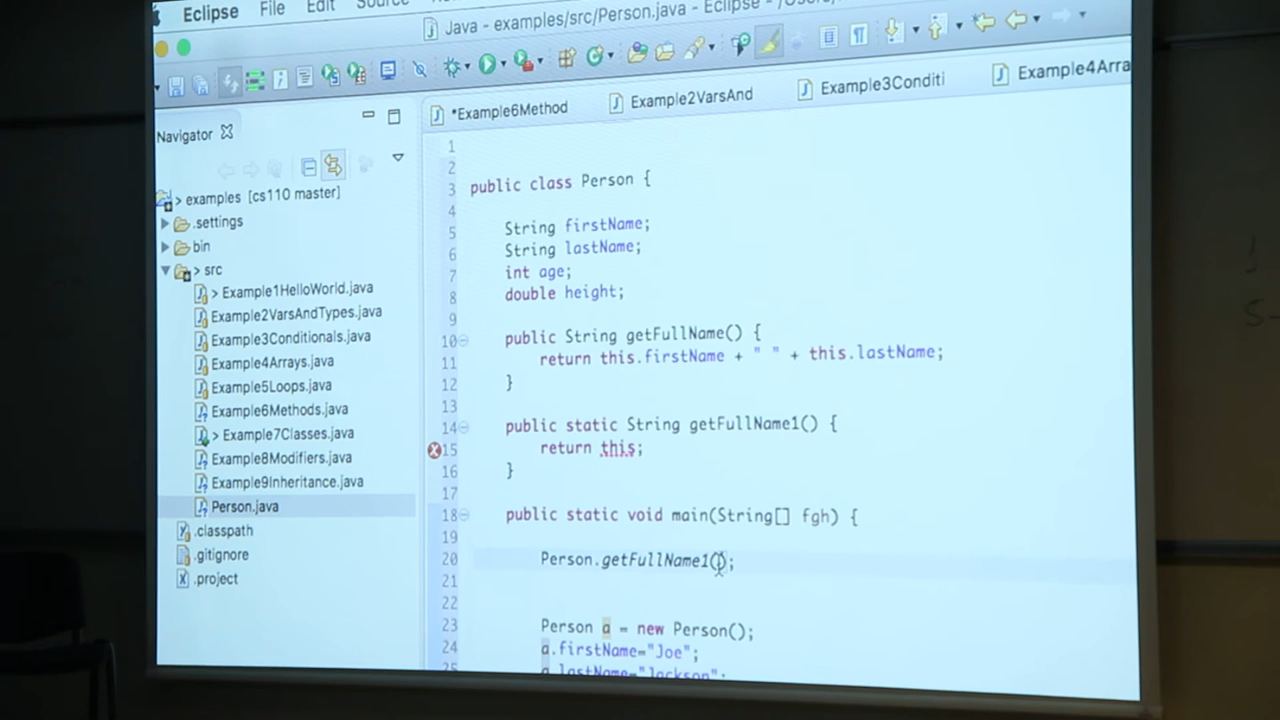 Eclipse File Edit Source
Java - examples/src/Person.java - Eclipse -
*Example6Method Example2VarsAnd Example3Conditi Example4Arra
Navigator
> examples [cs110 master]
.settings
bin
> src
> Example1HelloWorld.java
Example2VarsAndTypes.java
Example3Conditionals.java
Example4Arrays.java
Example5Loops.java
Example6Methods.java
> Example7Classes.java
Example8Modifiers.java
Example9Inheritance.java
Person.java
.classpath
.gitignore
.project
1
2
3 public class Person {
4
5 String firstName;
6 String lastName;
7 int age;
8 double height;
9
10 public String getFullName() {
11 return this.firstName + " " + this.lastName;
12 }
13
14 public static String getFullName1() {
15 return this;
16 }
17
18 public static void main(String[] fgh) {
19
20 Person.getFullName1();
21
22
23 Person a = new Person();
24 a.firstName="Joe";
25 a.lastName="Jackson";